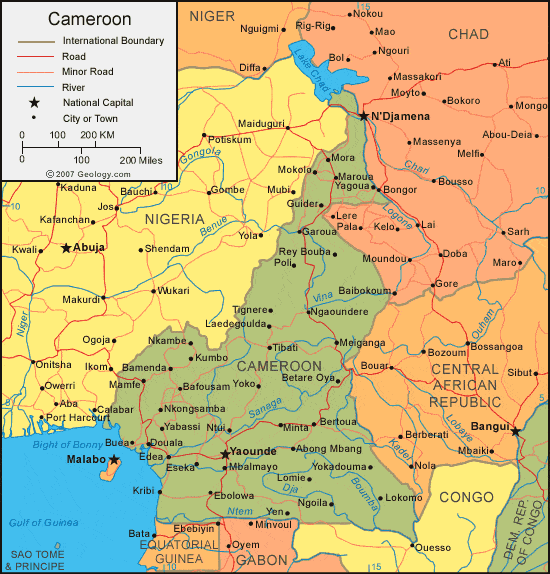 Cameroon
International Boundary
Road
Minor Road
River
National Capital
City or Town
0 100 200 KM
0 100 200 Miles
© 2007 Geology.com
NIGER
Nguigmi
Rig-Rig
Nokou
15
Mao
CHAD
Diffa
Lake Chad
Bol
Ngouri
Ati
Massakori
Moyto
Bokoro
Mongo
N'Djamena
Maiduguri
Potiskum
Massenya
Abou-Deia
Melfi
Gongola
Mora
Chari
Mokolo
Maroua
Yagoua
Bongor
Bousso
Kaduna
10
Bauchi
Gombe
Mubi
Guider
Jos
Lere
Pala
Kelo
Logone
Lai
10
Kafanchan
NIGERIA
Benue
Yola
Garoua
Sarh
Kwali
Abuja
Shendam
Rey Bouba
Poli
Moundou
Doba
Maro
Wukari
Makurdi
Vina
Baibokoum
Gore
Niger
Tignere
Ngaoundere
Laedegoulda
Ouham
Ogoja
Nkambe
Tibati
Meiganga
Bossangoa
Bozoum
Onitsha
Ikom
Bamenda
Kumbo
CAMEROON
Bouar
Sibut
Owerri
Mamfe
Bafousam
Yoko
Betare Oya
CENTRAL
AFRICAN
REPUBLIC
Aba
Calabar
Nkongsamba
Sanaga
5
5
Port Harcourt
Yabassi
Ntui
Minta
Bertoua
Lobaye
Bangui
Bight of Bonny
Buea
Douala
Berberati
Malabo
Edea
Yaounde
Abong Mbang
Kadei
Mbaiki
Eseka
Mbalmayo
Yokadouma
Nola
Lomie
Dja
Boumba
Kribi
Ebolowa
Ngoila
Lokomo
CONGO
Ntem
Yen
Gulf of Guinea
Ebebiyin
Minvoul
Bata
EQUATORIAL
GUINEA
Oyem
GABON
Ouesso
DEM. REP.
OF CONGO
SAO TOME
& PRINCIPE
15